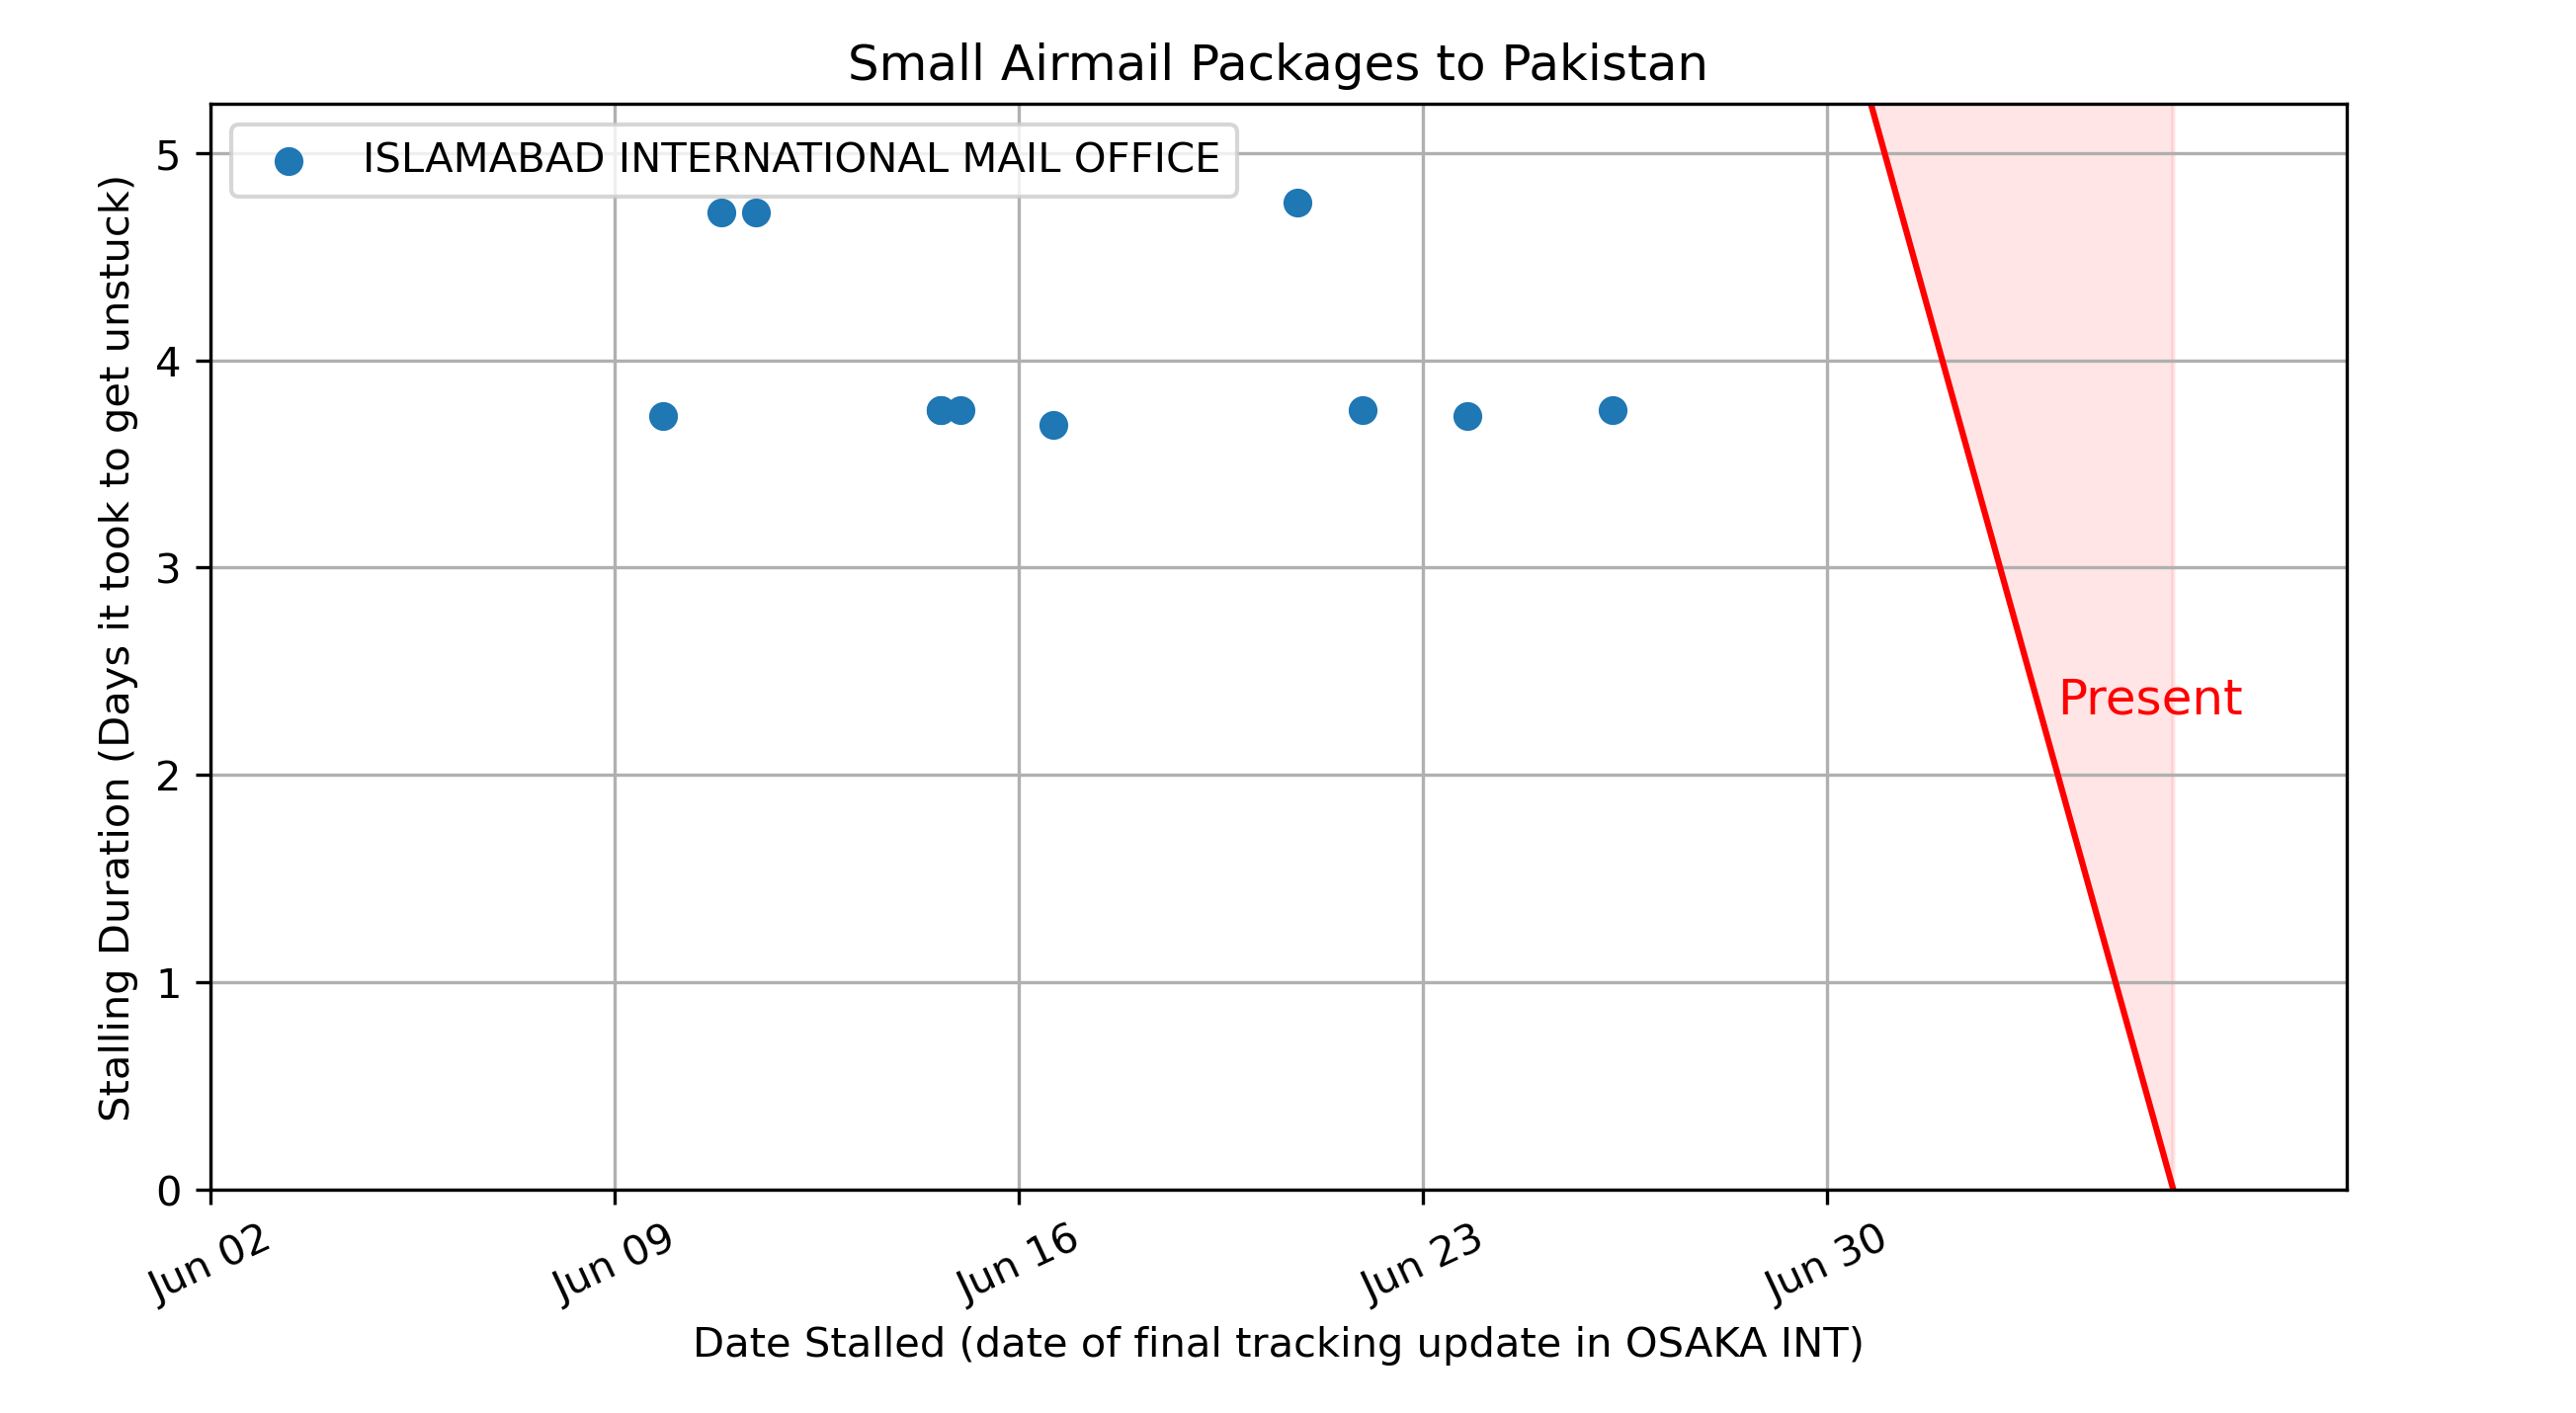 Small Airmail Packages to Pakistan
ISLAMABAD INTERNATIONAL MAIL OFFICE
Stalling Duration (Days it took to get unstuck)
5
4
3
2
1
0
Present
Jun 02
Jun 09
Jun 16
Jun 23
Jun 30
Date Stalled (date of final tracking update in OSAKA INT)